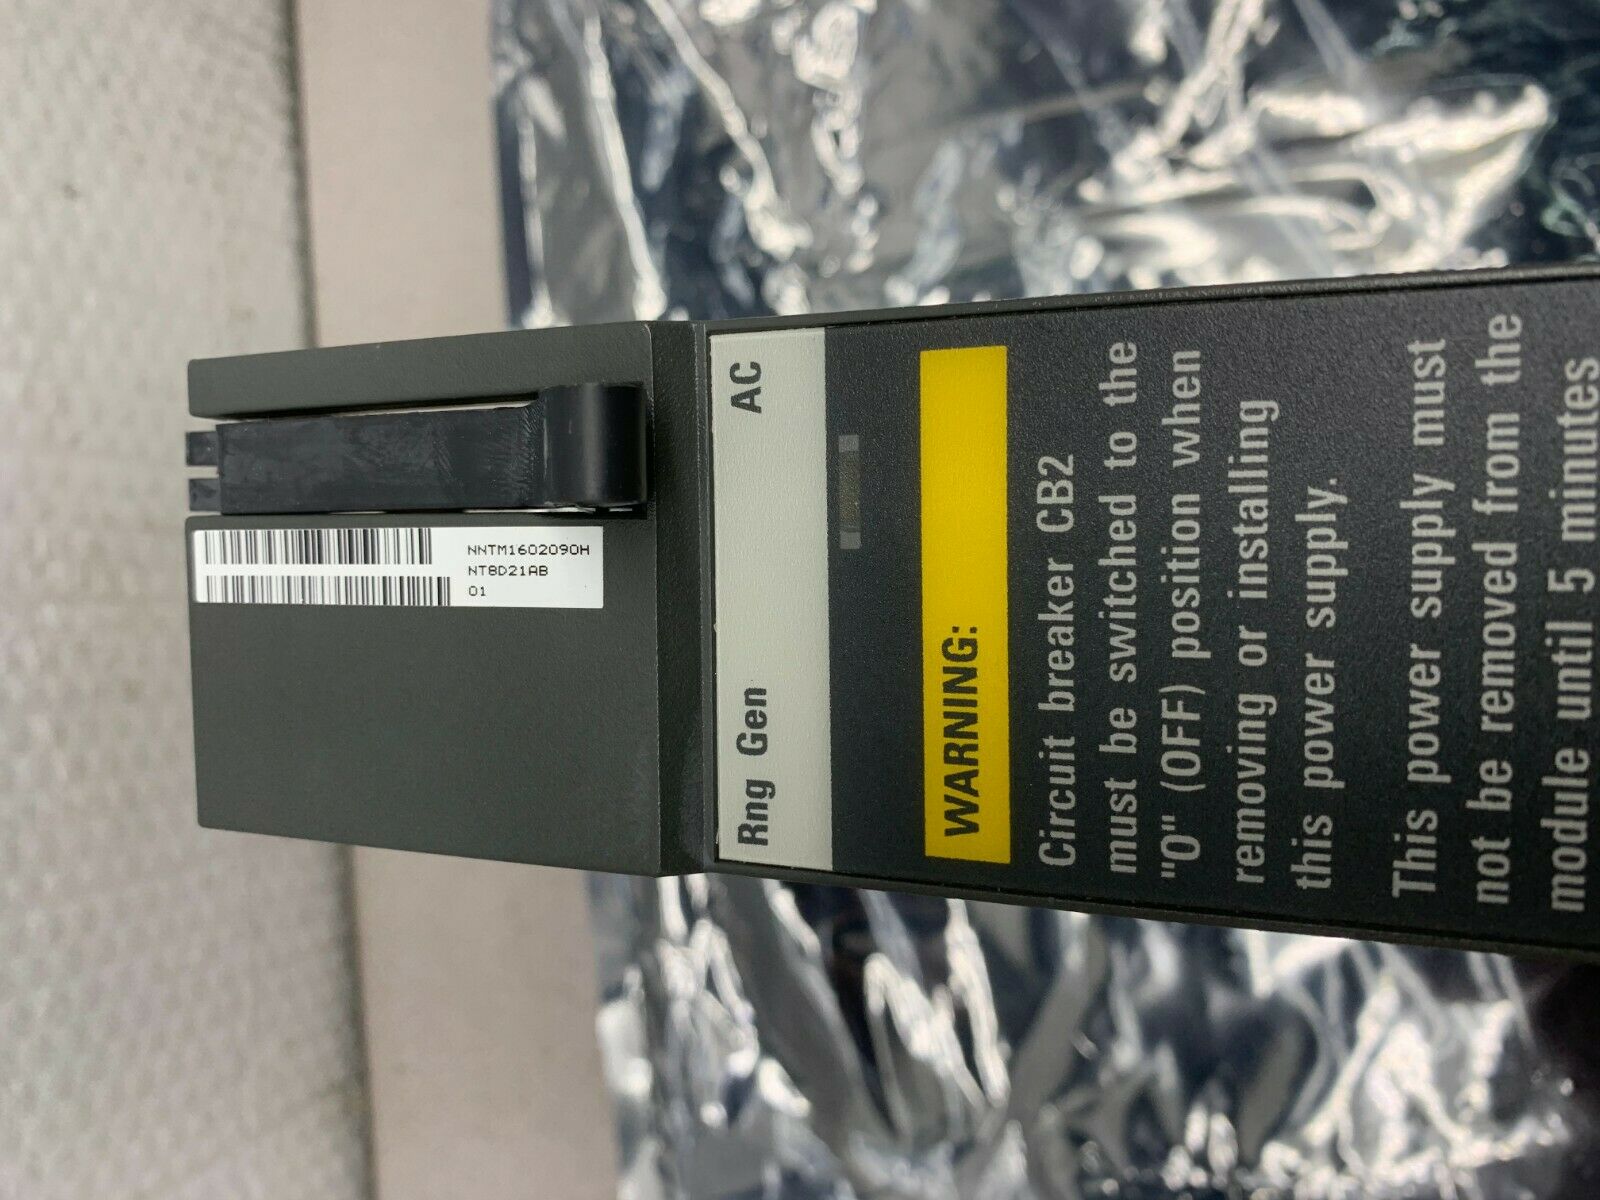 NNTM1602090H
NT8D21AB
01
Rng Gen AC
WARNING:
Circuit breaker CB2
must be switched to the
"O" (OFF) position when
removing or installing
this power supply.
This power supply must
not be removed from the
module until 5 minutes